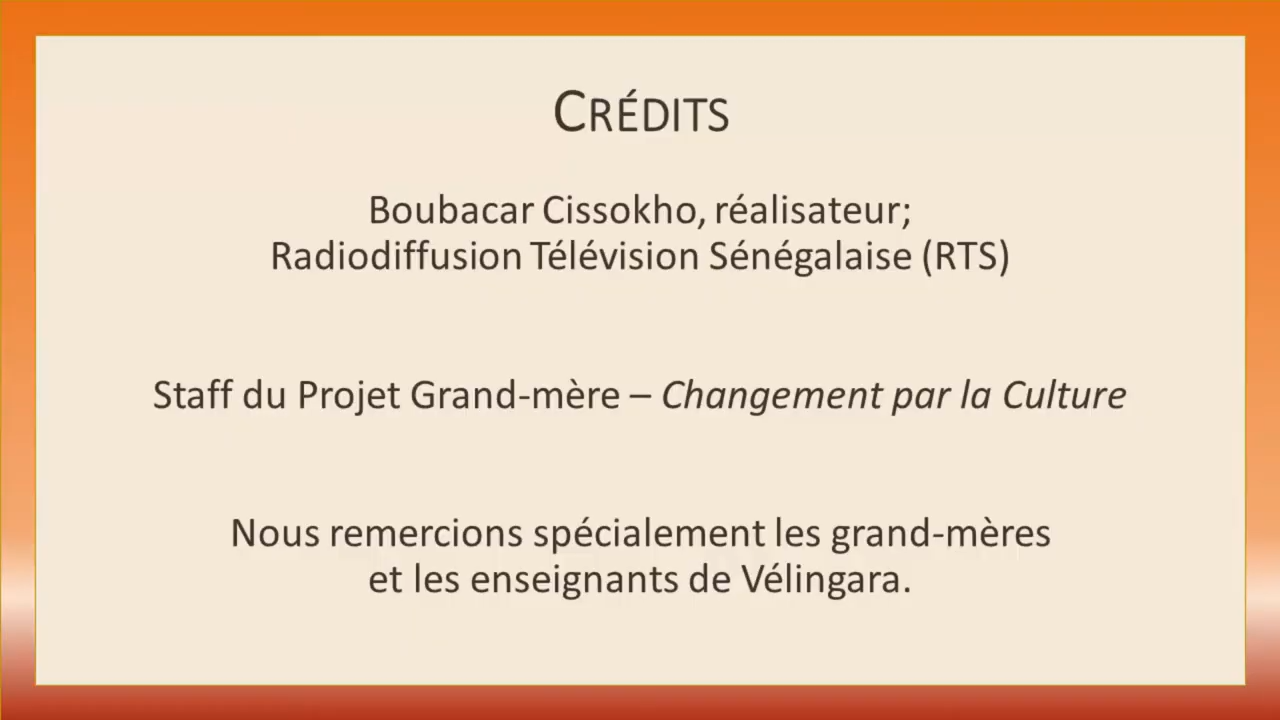 CRÉDITS
Boubacar Cissokho, réalisateur;
Radiodiffusion Télévision Sénégalaise (RTS)
Staff du Projet Grand-mère – Changement par la Culture
Nous remercions spécialement les grand-mères
et les enseignants de Vélingara.